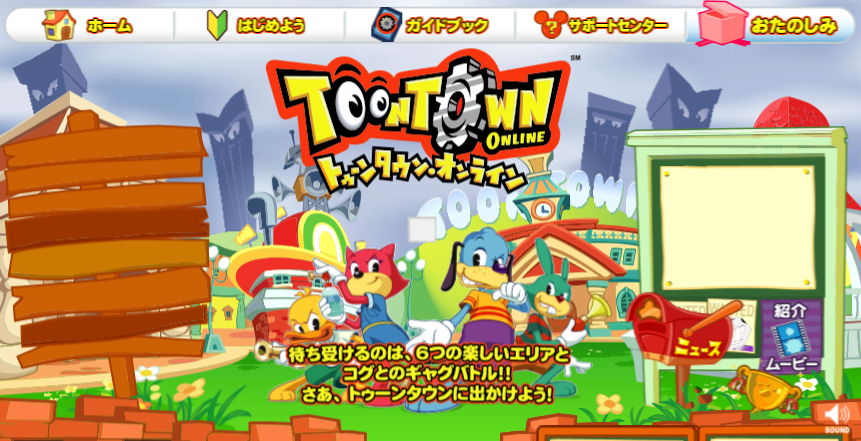 ホーム
はじめよう
ガイドブック
サポートセンター
おたのしみ
TOONTOWN
SM
ONLINE
トゥーンタウン・オンライン
TOONTOWN
待ち受けるのは、6つの楽しいエリアと
コグとのギャグバトル!!
さあ、トゥーンタウンに出かけよう!
紹介
ムービー
ニュース
SOUND